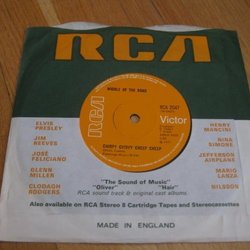 RCA
MIDDLE OF THE ROAD
RCA 2047
Victor
CHIRPY CHIRPY CHEEP CHEEP
ELVIS PRESLEY
JIM REEVES
JOSÉ FELICIANO
GLENN MILLER
CLODAGH RODGERS
HENRY MANCINI
NINA SIMONE
JEFFERSON AIRPLANE
MARIO LANZA
NILSSON
"The Sound of Music"
"Oliver" "Hair"
RCA sound track & original cast albums
Also available on RCA Stereo 8 Cartridge Tapes and Stereocassettes
MADE IN ENGLAND